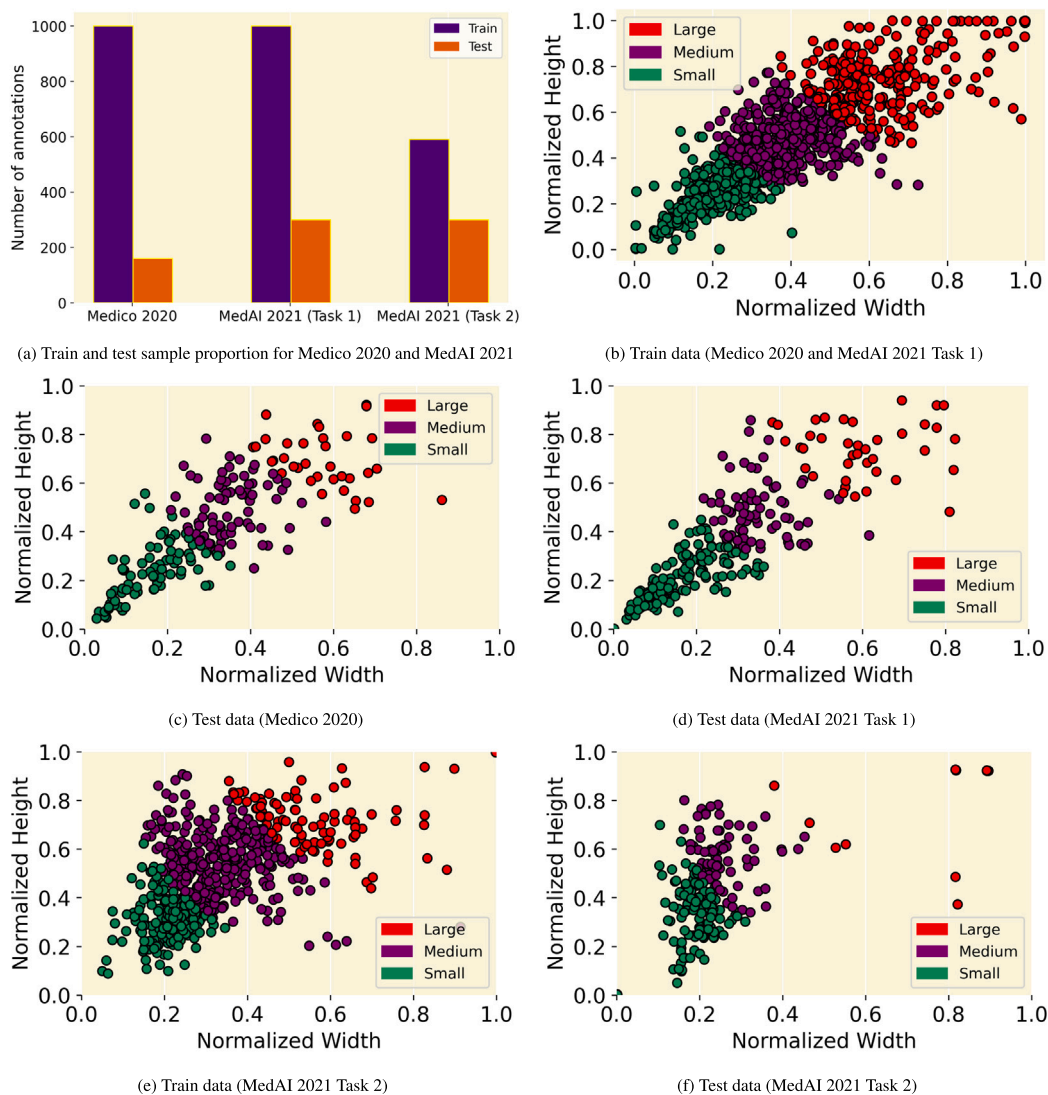 1000
800
600
400
200
0
Number of annotations
Train
Test
Medico 2020
MedAI 2021 (Task 1)
MedAI 2021 (Task 2)
(a) Train and test sample proportion for Medico 2020 and MedAI 2021
1.0
0.8
0.6
0.4
0.2
0.0
Normalized Height
Large
Medium
Small
0.0 0.2 0.4 0.6 0.8 1.0
Normalized Width
(b) Train data (Medico 2020 and MedAI 2021 Task 1)
1.0
0.8
0.6
0.4
0.2
0.0
Normalized Height
Large
Medium
Small
0.0 0.2 0.4 0.6 0.8 1.0
Normalized Width
(c) Test data (Medico 2020)
1.0
0.8
0.6
0.4
0.2
0.0
Normalized Height
Large
Medium
Small
0.0 0.2 0.4 0.6 0.8 1.0
Normalized Width
(d) Test data (MedAI 2021 Task 1)
1.0
0.8
0.6
0.4
0.2
0.0
Normalized Height
Large
Medium
Small
0.0 0.2 0.4 0.6 0.8 1.0
Normalized Width
(e) Train data (MedAI 2021 Task 2)
1.0
0.8
0.6
0.4
0.2
0.0
Normalized Height
Large
Medium
Small
0.0 0.2 0.4 0.6 0.8 1.0
Normalized Width
(f) Test data (MedAI 2021 Task 2)